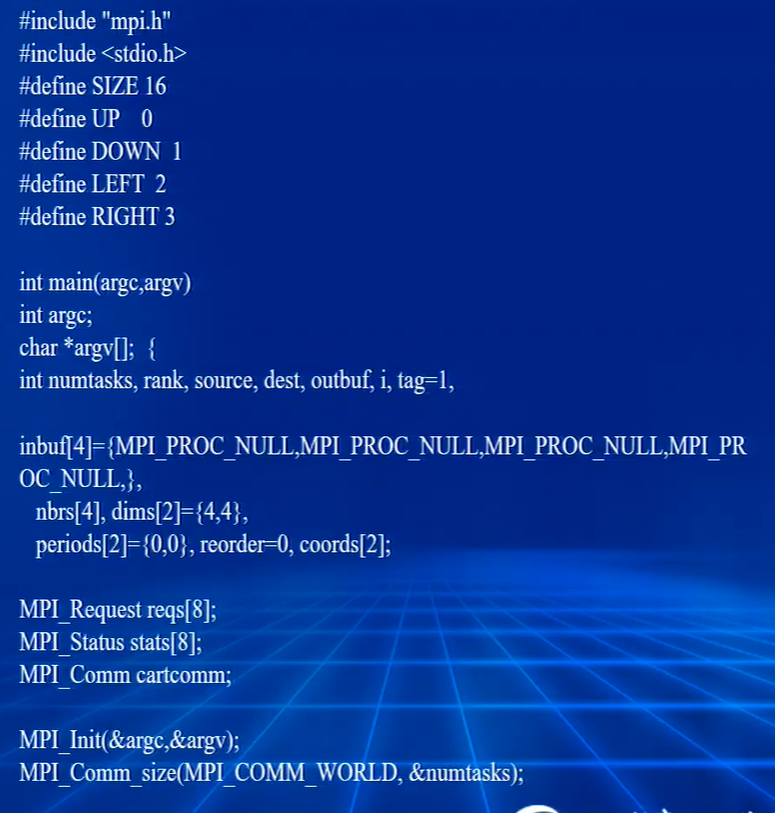 #include "mpi.h"
#include <stdio.h>
#define SIZE 16
#define UP    0
#define DOWN  1
#define LEFT  2
#define RIGHT 3
int main(argc,argv)
int argc;
char *argv[];  {
int numtasks, rank, source, dest, outbuf, i, tag=1,
inbuf[4]={MPI_PROC_NULL,MPI_PROC_NULL,MPI_PROC_NULL,MPI_PR
OC_NULL,},
nbrs[4], dims[2]={4,4},
periods[2]={0,0}, reorder=0, coords[2];
MPI_Request reqs[8];
MPI_Status stats[8];
MPI_Comm cartcomm;
MPI_Init(&argc,&argv);
MPI_Comm_size(MPI_COMM_WORLD, &numtasks);